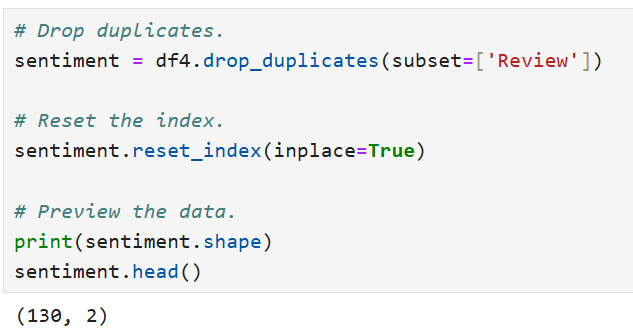 # Drop duplicates.
sentiment = df4.drop_duplicates(subset=['Review'])
# Reset the index.
sentiment.reset_index(inplace=True)
# Preview the data.
print(sentiment.shape)
sentiment.head()
(130, 2)